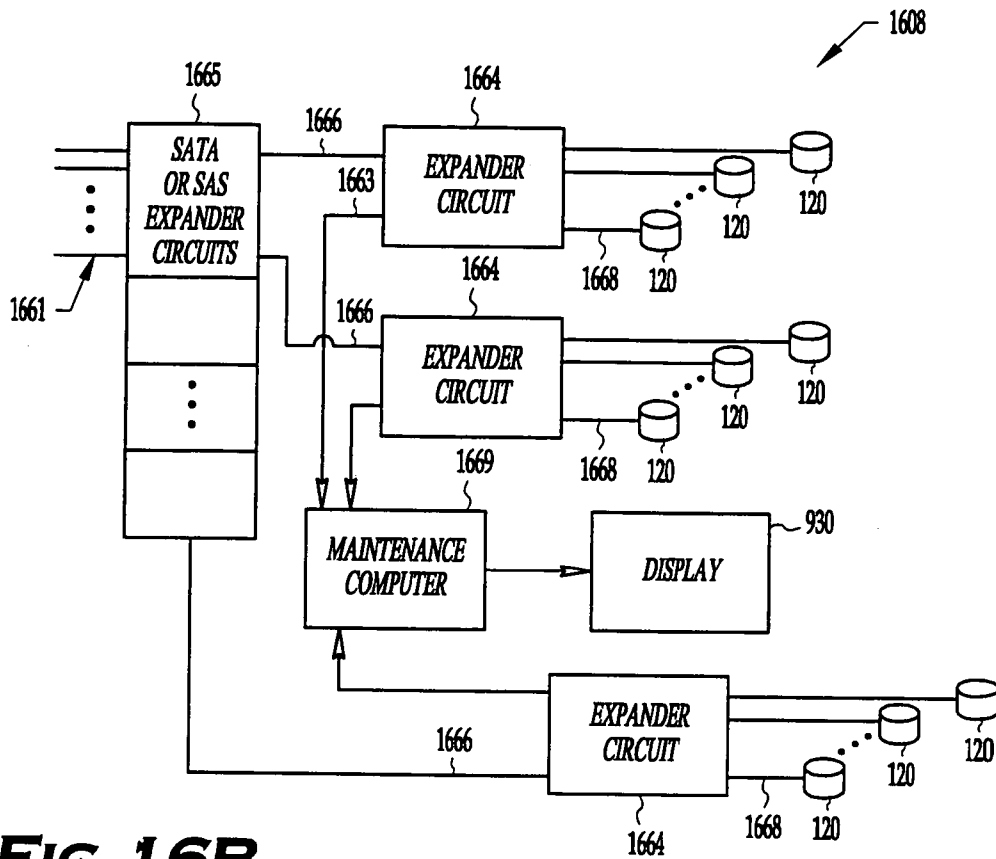 1608
1665
1664
1666
SATA
OR SAS
EXPANDER
CIRCUITS
1663
EXPANDER
CIRCUIT
120
120
1668
120
1661
1664
1666
EXPANDER
CIRCUIT
120
120
1668
120
1669
930
MAINTENANCE
COMPUTER
DISPLAY
EXPANDER
CIRCUIT
1666
120
120
1668
120
1664
FIG. 16B